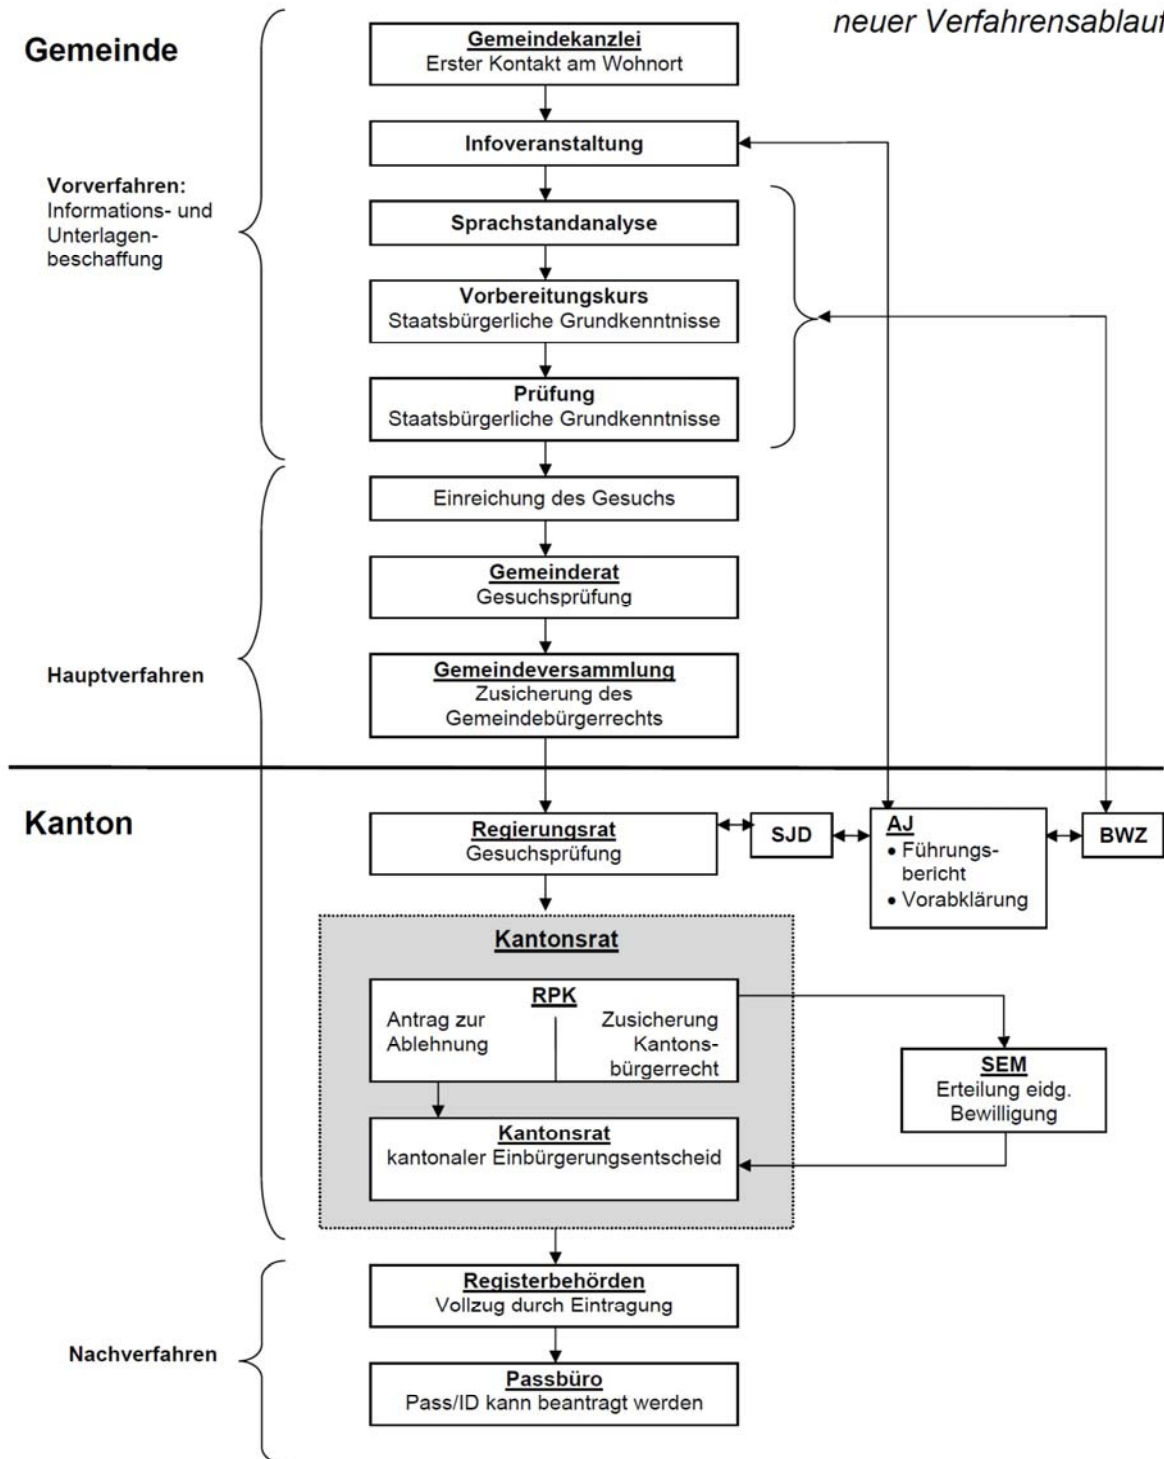 neuer Verfahrensablauf
Gemeinde
Gemeindekanzlei
Erster Kontakt am Wohnort
Infoveranstaltung
Vorverfahren:
Informations- und
Unterlagen-
beschaffung
Sprachstandanalyse
Vorbereitungskurs
Staatsbürgerliche Grundkenntnisse
Prüfung
Staatsbürgerliche Grundkenntnisse
Einreichung des Gesuchs
Gemeinderat
Gesuchsprüfung
Hauptverfahren
Gemeindeversammlung
Zusicherung des
Gemeindebürgerrechts
Kanton
Regierungsrat
Gesuchsprüfung
SJD
AJ
• Führungs-
bericht
• Vorabklärung
BWZ
Kantonsrat
RPK
Antrag zur
Ablehnung
Zusicherung
Kantons-
bürgerrecht
SEM
Erteilung eidg.
Bewilligung
Kantonsrat
kantonaler Einbürgerungsentscheid
Registerbehörden
Vollzug durch Eintragung
Nachverfahren
Passbüro
Pass/ID kann beantragt werden